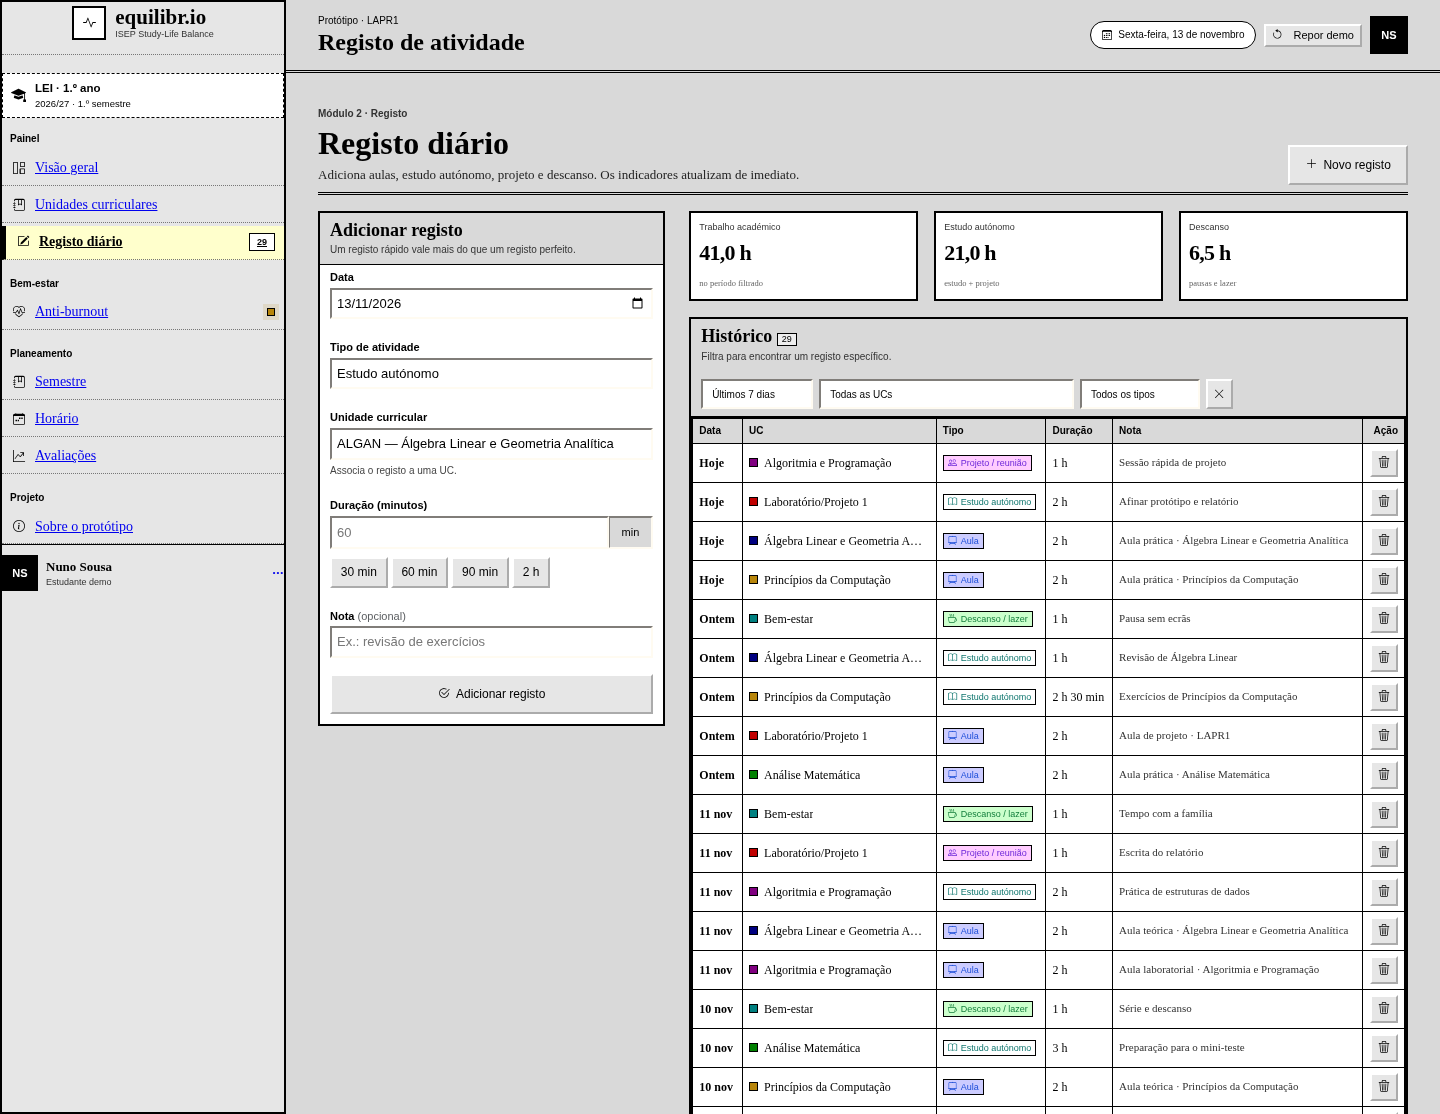 equilibr.io
ISEP Study-Life Balance
LEI · 1.º ano
2026/27 · 1.º semestre
Painel
Visão geral
Unidades curriculares
Registo diário 29
Bem-estar
Anti-burnout
Planeamento
Semestre
Horário
Avaliações
Projeto
Sobre o protótipo
NS Nuno Sousa ...
Estudante demo
Protótipo · LAPR1
Registo de atividade
Sexta-feira, 13 de novembro Repor demo NS
Módulo 2 · Registo
Registo diário
Adiciona aulas, estudo autónomo, projeto e descanso. Os indicadores atualizam de imediato.
Novo registo
Adicionar registo
Um registo rápido vale mais do que um registo perfeito.
Data
13/11/2026
Tipo de atividade
Estudo autónomo
Unidade curricular
ALGAN — Álgebra Linear e Geometria Analítica
Associa o registo a uma UC.
Duração (minutos)
60 min
30 min 60 min 90 min 2 h
Nota (opcional)
Ex.: revisão de exercícios
Adicionar registo
Trabalho académico
41,0 h
no período filtrado
Estudo autónomo
21,0 h
estudo + projeto
Descanso
6,5 h
pausas e lazer
Histórico 29
Filtra para encontrar um registo específico.
Últimos 7 dias Todas as UCs Todos os tipos
Data UC Tipo Duração Nota Ação
Hoje Algoritmia e Programação Projeto / reunião 1 h Sessão rápida de projeto
Hoje Laboratório/Projeto 1 Estudo autónomo 2 h Afinar protótipo e relatório
Hoje Álgebra Linear e Geometria A… Aula 2 h Aula prática · Álgebra Linear e Geometria Analítica
Hoje Princípios da Computação Aula 2 h Aula prática · Princípios da Computação
Ontem Bem-estar Descanso / lazer 1 h Pausa sem ecrãs
Ontem Álgebra Linear e Geometria A… Estudo autónomo 1 h Revisão de Álgebra Linear
Ontem Princípios da Computação Estudo autónomo 2 h 30 min Exercícios de Princípios da Computação
Ontem Laboratório/Projeto 1 Aula 2 h Aula de projeto · LAPR1
Ontem Análise Matemática Aula 2 h Aula prática · Análise Matemática
11 nov Bem-estar Descanso / lazer 1 h Tempo com a família
11 nov Laboratório/Projeto 1 Projeto / reunião 1 h Escrita do relatório
11 nov Algoritmia e Programação Estudo autónomo 2 h Prática de estruturas de dados
11 nov Álgebra Linear e Geometria A… Aula 2 h Aula teórica · Álgebra Linear e Geometria Analítica
11 nov Algoritmia e Programação Aula 2 h Aula laboratorial · Algoritmia e Programação
10 nov Bem-estar Descanso / lazer 1 h Série e descanso
10 nov Análise Matemática Estudo autónomo 3 h Preparação para o mini-teste
10 nov Princípios da Computação Aula 2 h Aula teórica · Princípios da Computação